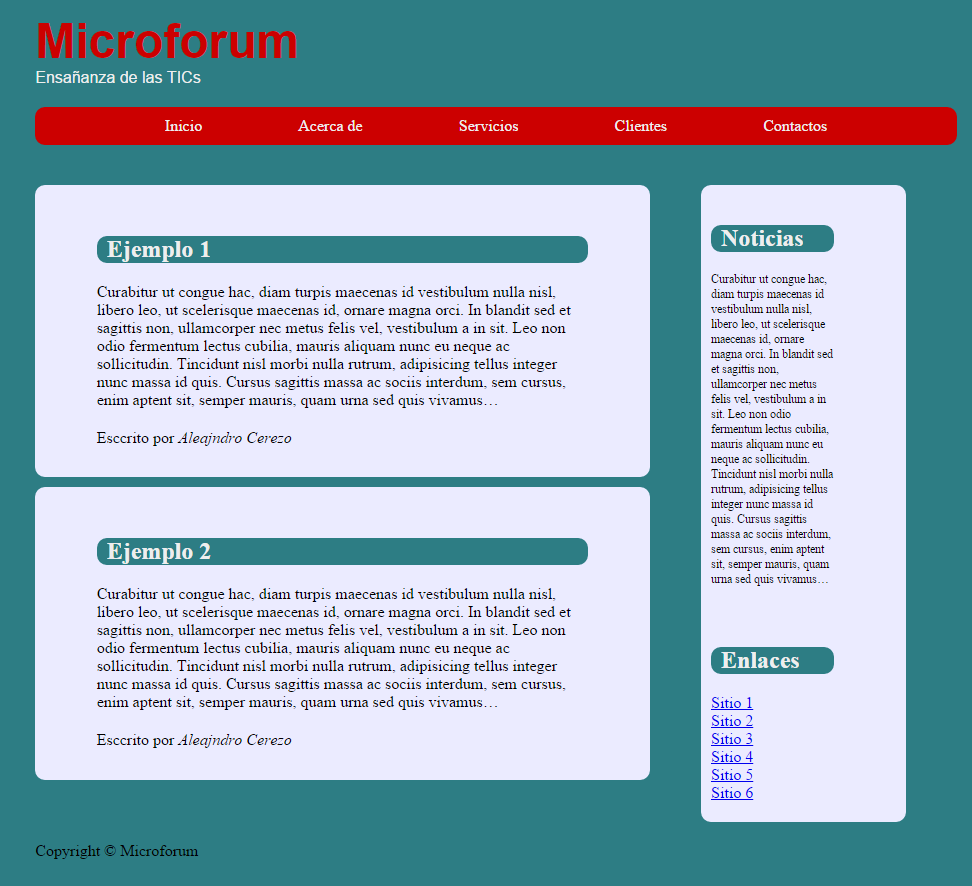 Microforum
Ensañanza de las TICs
Inicio Acerca de Servicios Clientes Contactos
Ejemplo 1
Curabitur ut congue hac, diam turpis maecenas id vestibulum nulla nisl,
libero leo, ut scelerisque maecenas id, ornare magna orci. In blandit sed et
sagittis non, ullamcorper nec metus felis vel, vestibulum a in sit. Leo non
odio fermentum lectus cubilia, mauris aliquam nunc eu neque ac
sollicitudin. Tincidunt nisl morbi nulla rutrum, adipisicing tellus integer
nunc massa id quis. Cursus sagittis massa ac sociis interdum, sem cursus,
enim aptent sit, semper mauris, quam urna sed quis vivamus…
Esccrito por Aleajndro Cerezo
Ejemplo 2
Curabitur ut congue hac, diam turpis maecenas id vestibulum nulla nisl,
libero leo, ut scelerisque maecenas id, ornare magna orci. In blandit sed et
sagittis non, ullamcorper nec metus felis vel, vestibulum a in sit. Leo non
odio fermentum lectus cubilia, mauris aliquam nunc eu neque ac
sollicitudin. Tincidunt nisl morbi nulla rutrum, adipisicing tellus integer
nunc massa id quis. Cursus sagittis massa ac sociis interdum, sem cursus,
enim aptent sit, semper mauris, quam urna sed quis vivamus…
Esccrito por Aleajndro Cerezo
Noticias
Curabitur ut congue hac,
diam turpis maecenas id
vestibulum nulla nisl,
libero leo, ut scelerisque
maecenas id, ornare
magna orci. In blandit sed
et sagittis non,
ullamcorper nec metus
felis vel, vestibulum a in
sit. Leo non odio
fermentum lectus cubilia,
mauris aliquam nunc eu
neque ac sollicitudin.
Tincidunt nisl morbi nulla
rutrum, adipisicing tellus
integer nunc massa id
quis. Cursus sagittis
massa ac sociis interdum,
sem cursus, enim aptent
sit, semper mauris, quam
urna sed quis vivamus…
Enlaces
Sitio 1
Sitio 2
Sitio 3
Sitio 4
Sitio 5
Sitio 6
Copyright © Microforum